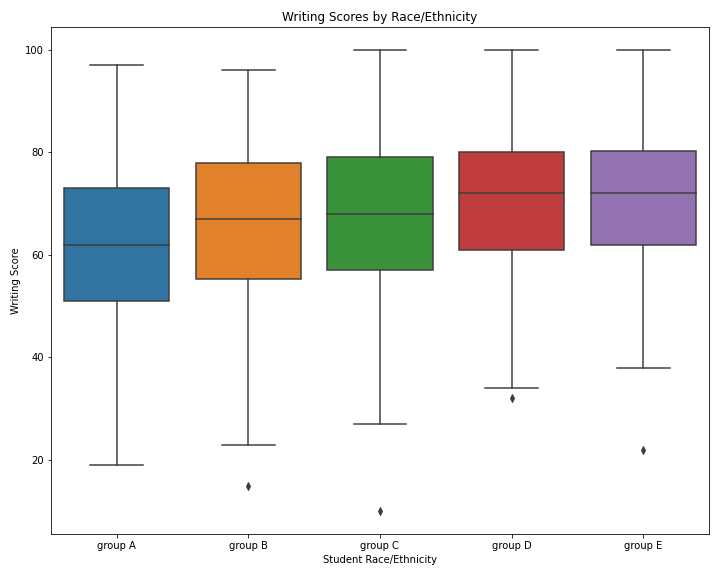 Writing Scores by Race/Ethnicity
100
80
60
40
20
Writing Score
group A
group B
group C
group D
group E
Student Race/Ethnicity